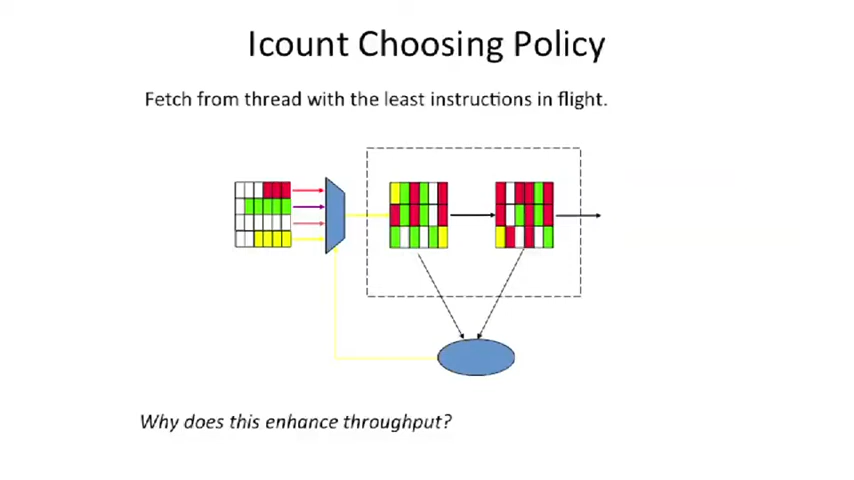 Icount Choosing Policy
Fetch from thread with the least instructions in flight.
Why does this enhance throughput?